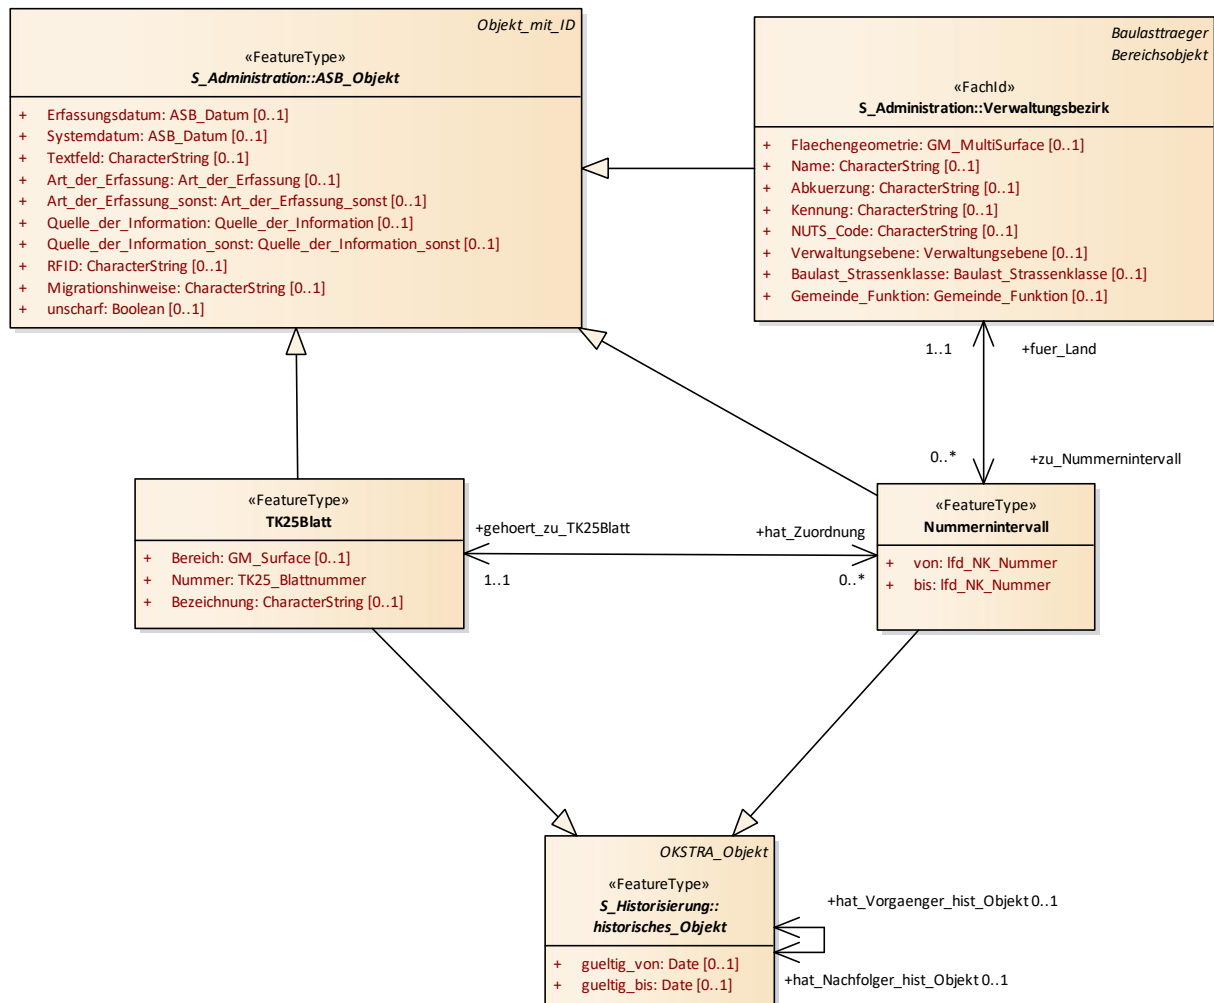 Objekt_mit_ID
«FeatureType»
S_Administration::ASB_Objekt
+ Erfassungsdatum: ASB_Datum [0..1]
+ Systemdatum: ASB_Datum [0..1]
+ Textfeld: CharacterString [0..1]
+ Art_der_Erfassung: Art_der_Erfassung [0..1]
+ Art_der_Erfassung_sonst: Art_der_Erfassung_sonst [0..1]
+ Quelle_der_Information: Quelle_der_Information [0..1]
+ Quelle_der_Information_sonst: Quelle_der_Information_sonst [0..1]
+ RFID: CharacterString [0..1]
+ Migrationshinweise: CharacterString [0..1]
+ unscharf: Boolean [0..1]
Baulasttraeger
Bereichsobjekt
«FachId»
S_Administration::Verwaltungsbezirk
+ Flaechengeometrie: GM_MultiSurface [0..1]
+ Name: CharacterString [0..1]
+ Abkuerzung: CharacterString [0..1]
+ Kennung: CharacterString [0..1]
+ NUTS_Code: CharacterString [0..1]
+ Verwaltungsebene: Verwaltungsebene [0..1]
+ Baulast_Strassenklasse: Baulast_Strassenklasse [0..1]
+ Gemeinde_Funktion: Gemeinde_Funktion [0..1]
1..1 +fuer_Land
0..* +zu_Nummernintervall
«FeatureType»
TK25Blatt
+ Bereich: GM_Surface [0..1]
+ Nummer: TK25_Blattnummer
+ Bezeichnung: CharacterString [0..1]
+gehoert_zu_TK25Blatt +hat_Zuordnung
1..1 0..*
«FeatureType»
Nummernintervall
+ von: lfd_NK_Nummer
+ bis: lfd_NK_Nummer
OKSTRA_Objekt
«FeatureType»
S_Historisierung::
historisches_Objekt
+ gueltig_von: Date [0..1]
+ gueltig_bis: Date [0..1]
+hat_Vorgaenger_hist_Objekt 0..1
+hat_Nachfolger_hist_Objekt 0..1